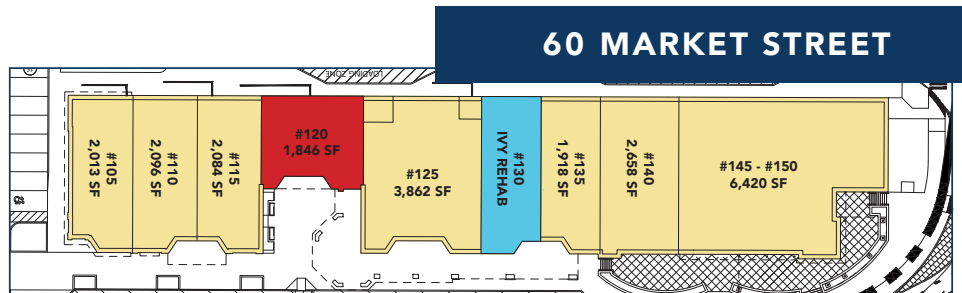 60 MARKET STREET
LOADING ZONE
#105
2,013 SF
#110
2,096 SF
#115
2,084 SF
#120
1,846 SF
#125
3,862 SF
#130
IVY REHAB
#135
1,918 SF
#140
2,658 SF
#145 - #150
6,420 SF